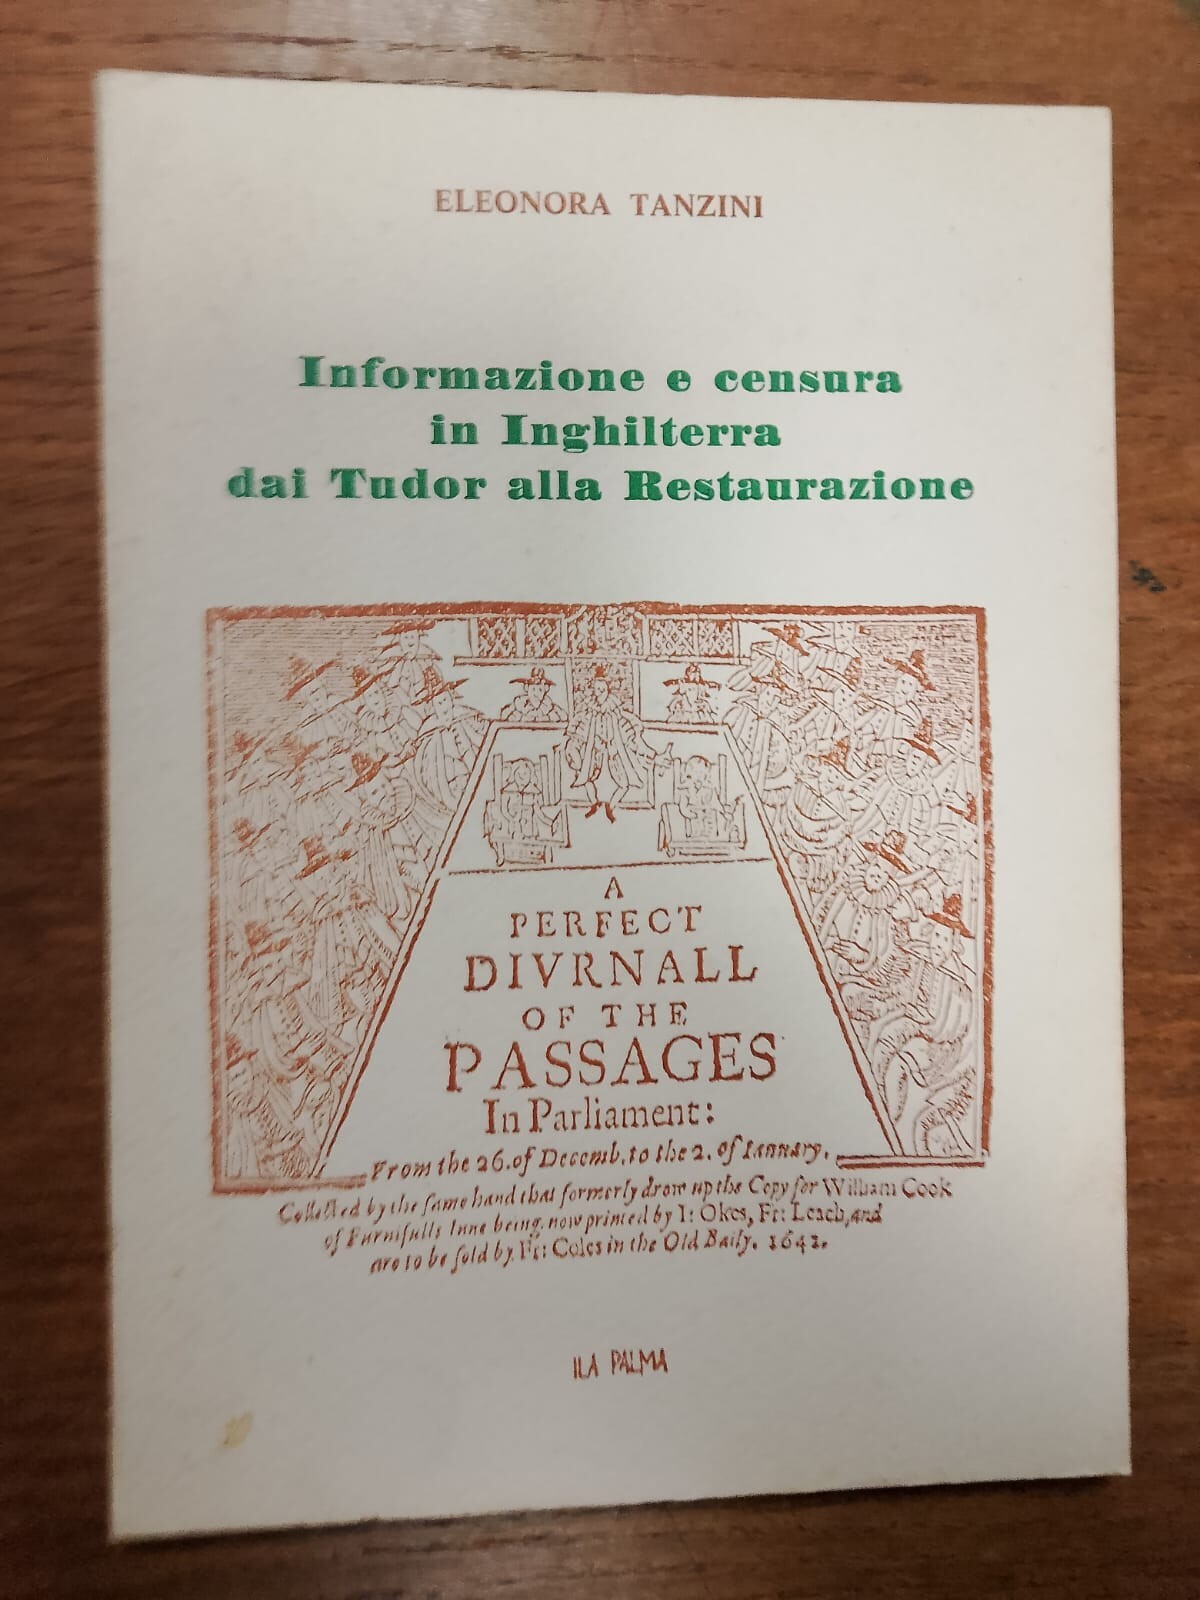 ELEONORA TANZINI
Informazione e censura
in Inghilterra
dai Tudor alla Restaurazione
A
PERFECT
DIVRNALL
OF THE
PASSAGES
In Parliament:
From the 26. of Decemb. to the 2. of Ianuary.
Collected by the same hand that formerly drew up the Copy for William Cook
of Furnifulls Inne being now printed by I: Okes, Fr: Leach, and
are to be sold by Fr: Coles in the Old Baily. 1641.
ILA PALMA